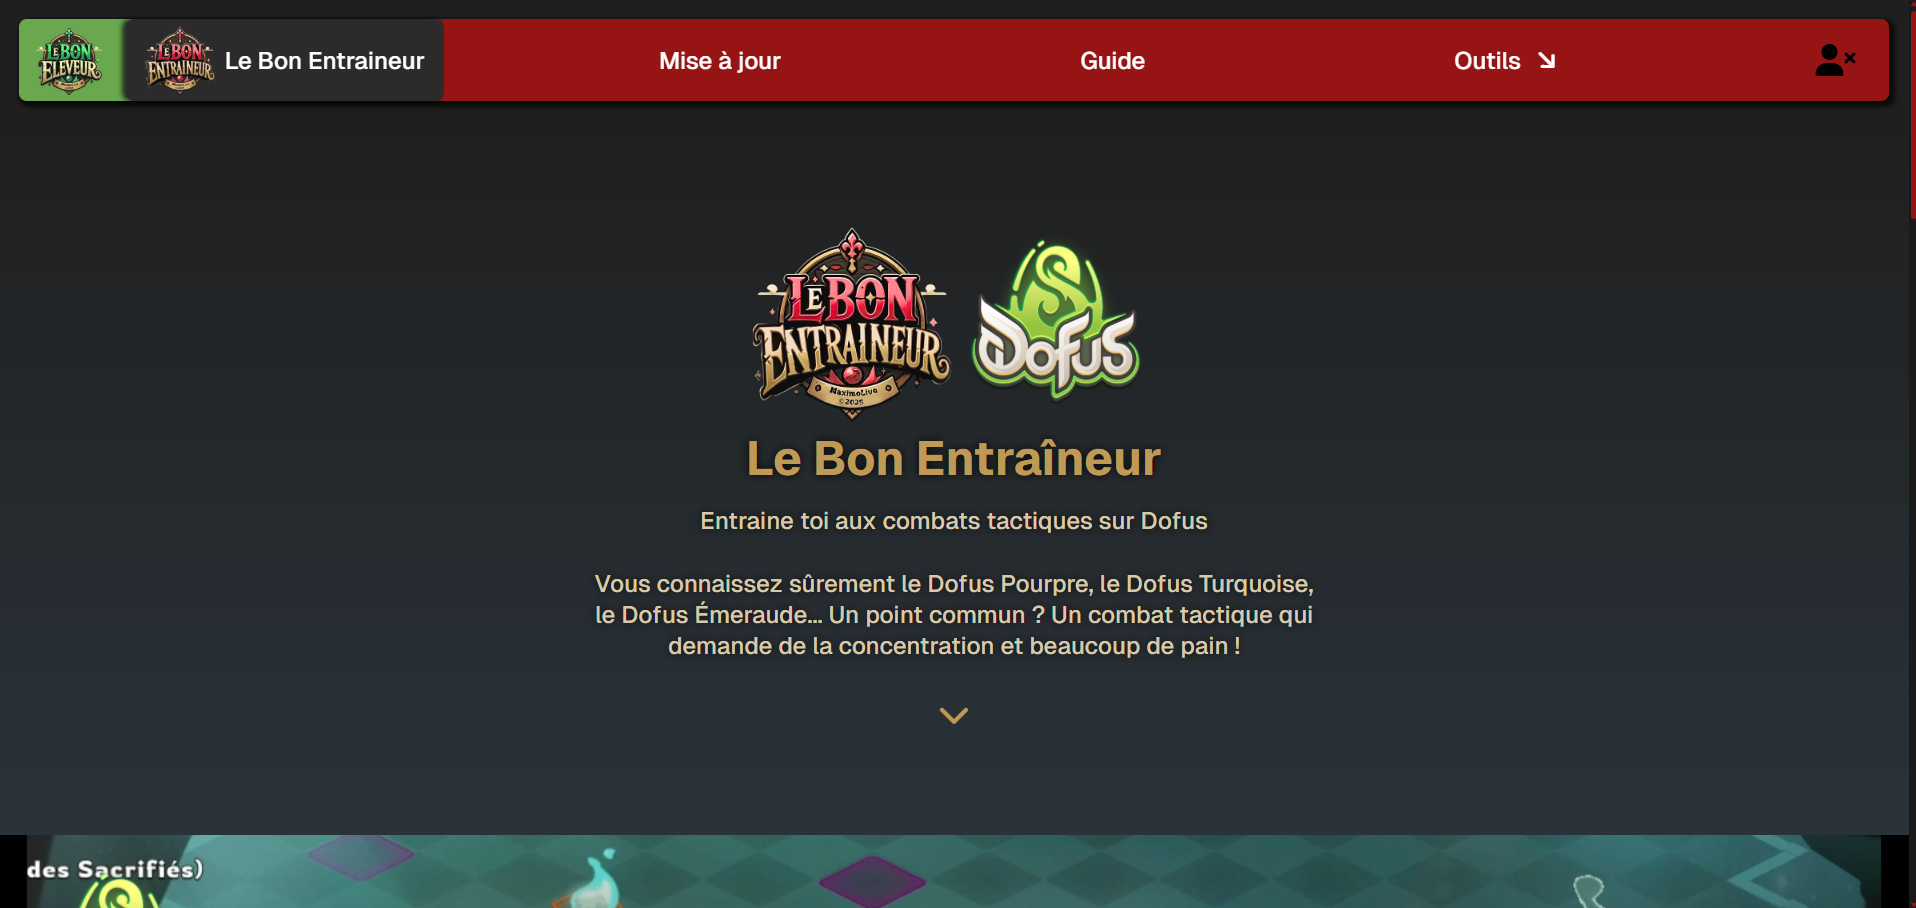 LE BON
ELEVEUR
LE BON
ENTRAINEUR
Le Bon Entraineur
Mise à jour
Guide
Outils
LE BON
ENTRAINEUR
MaximoLive
©2025
DOFUS
Le Bon Entraîneur
Entraine toi aux combats tactiques sur Dofus
Vous connaissez sûrement le Dofus Pourpre, le Dofus Turquoise,
le Dofus Émeraude... Un point commun ? Un combat tactique qui
demande de la concentration et beaucoup de pain !
des Sacrifiés)